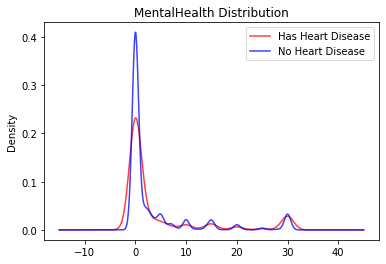 MentalHealth Distribution
Has Heart Disease
No Heart Disease
Density
0.4
0.3
0.2
0.1
0.0
−10 0 10 20 30 40